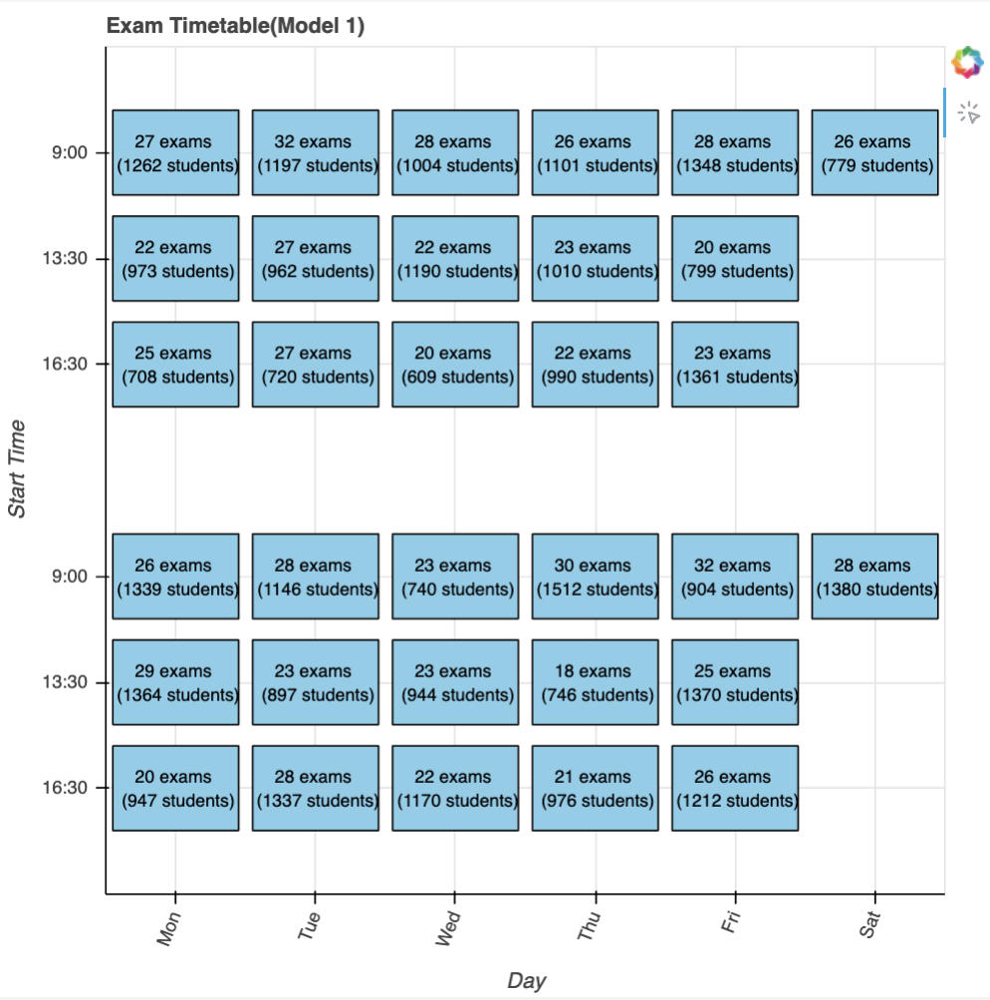 Exam Timetable(Model 1)
9:00
27 exams
(1262 students)
32 exams
(1197 students)
28 exams
(1004 students)
26 exams
(1101 students)
28 exams
(1348 students)
26 exams
(779 students)
13:30
22 exams
(973 students)
27 exams
(962 students)
22 exams
(1190 students)
23 exams
(1010 students)
20 exams
(799 students)
16:30
25 exams
(708 students)
27 exams
(720 students)
20 exams
(609 students)
22 exams
(990 students)
23 exams
(1361 students)
Start Time
9:00
26 exams
(1339 students)
28 exams
(1146 students)
23 exams
(740 students)
30 exams
(1512 students)
32 exams
(904 students)
28 exams
(1380 students)
13:30
29 exams
(1364 students)
23 exams
(897 students)
23 exams
(944 students)
18 exams
(746 students)
25 exams
(1370 students)
16:30
20 exams
(947 students)
28 exams
(1337 students)
22 exams
(1170 students)
21 exams
(976 students)
26 exams
(1212 students)
Mon
Tue
Wed
Thu
Fri
Sat
Day